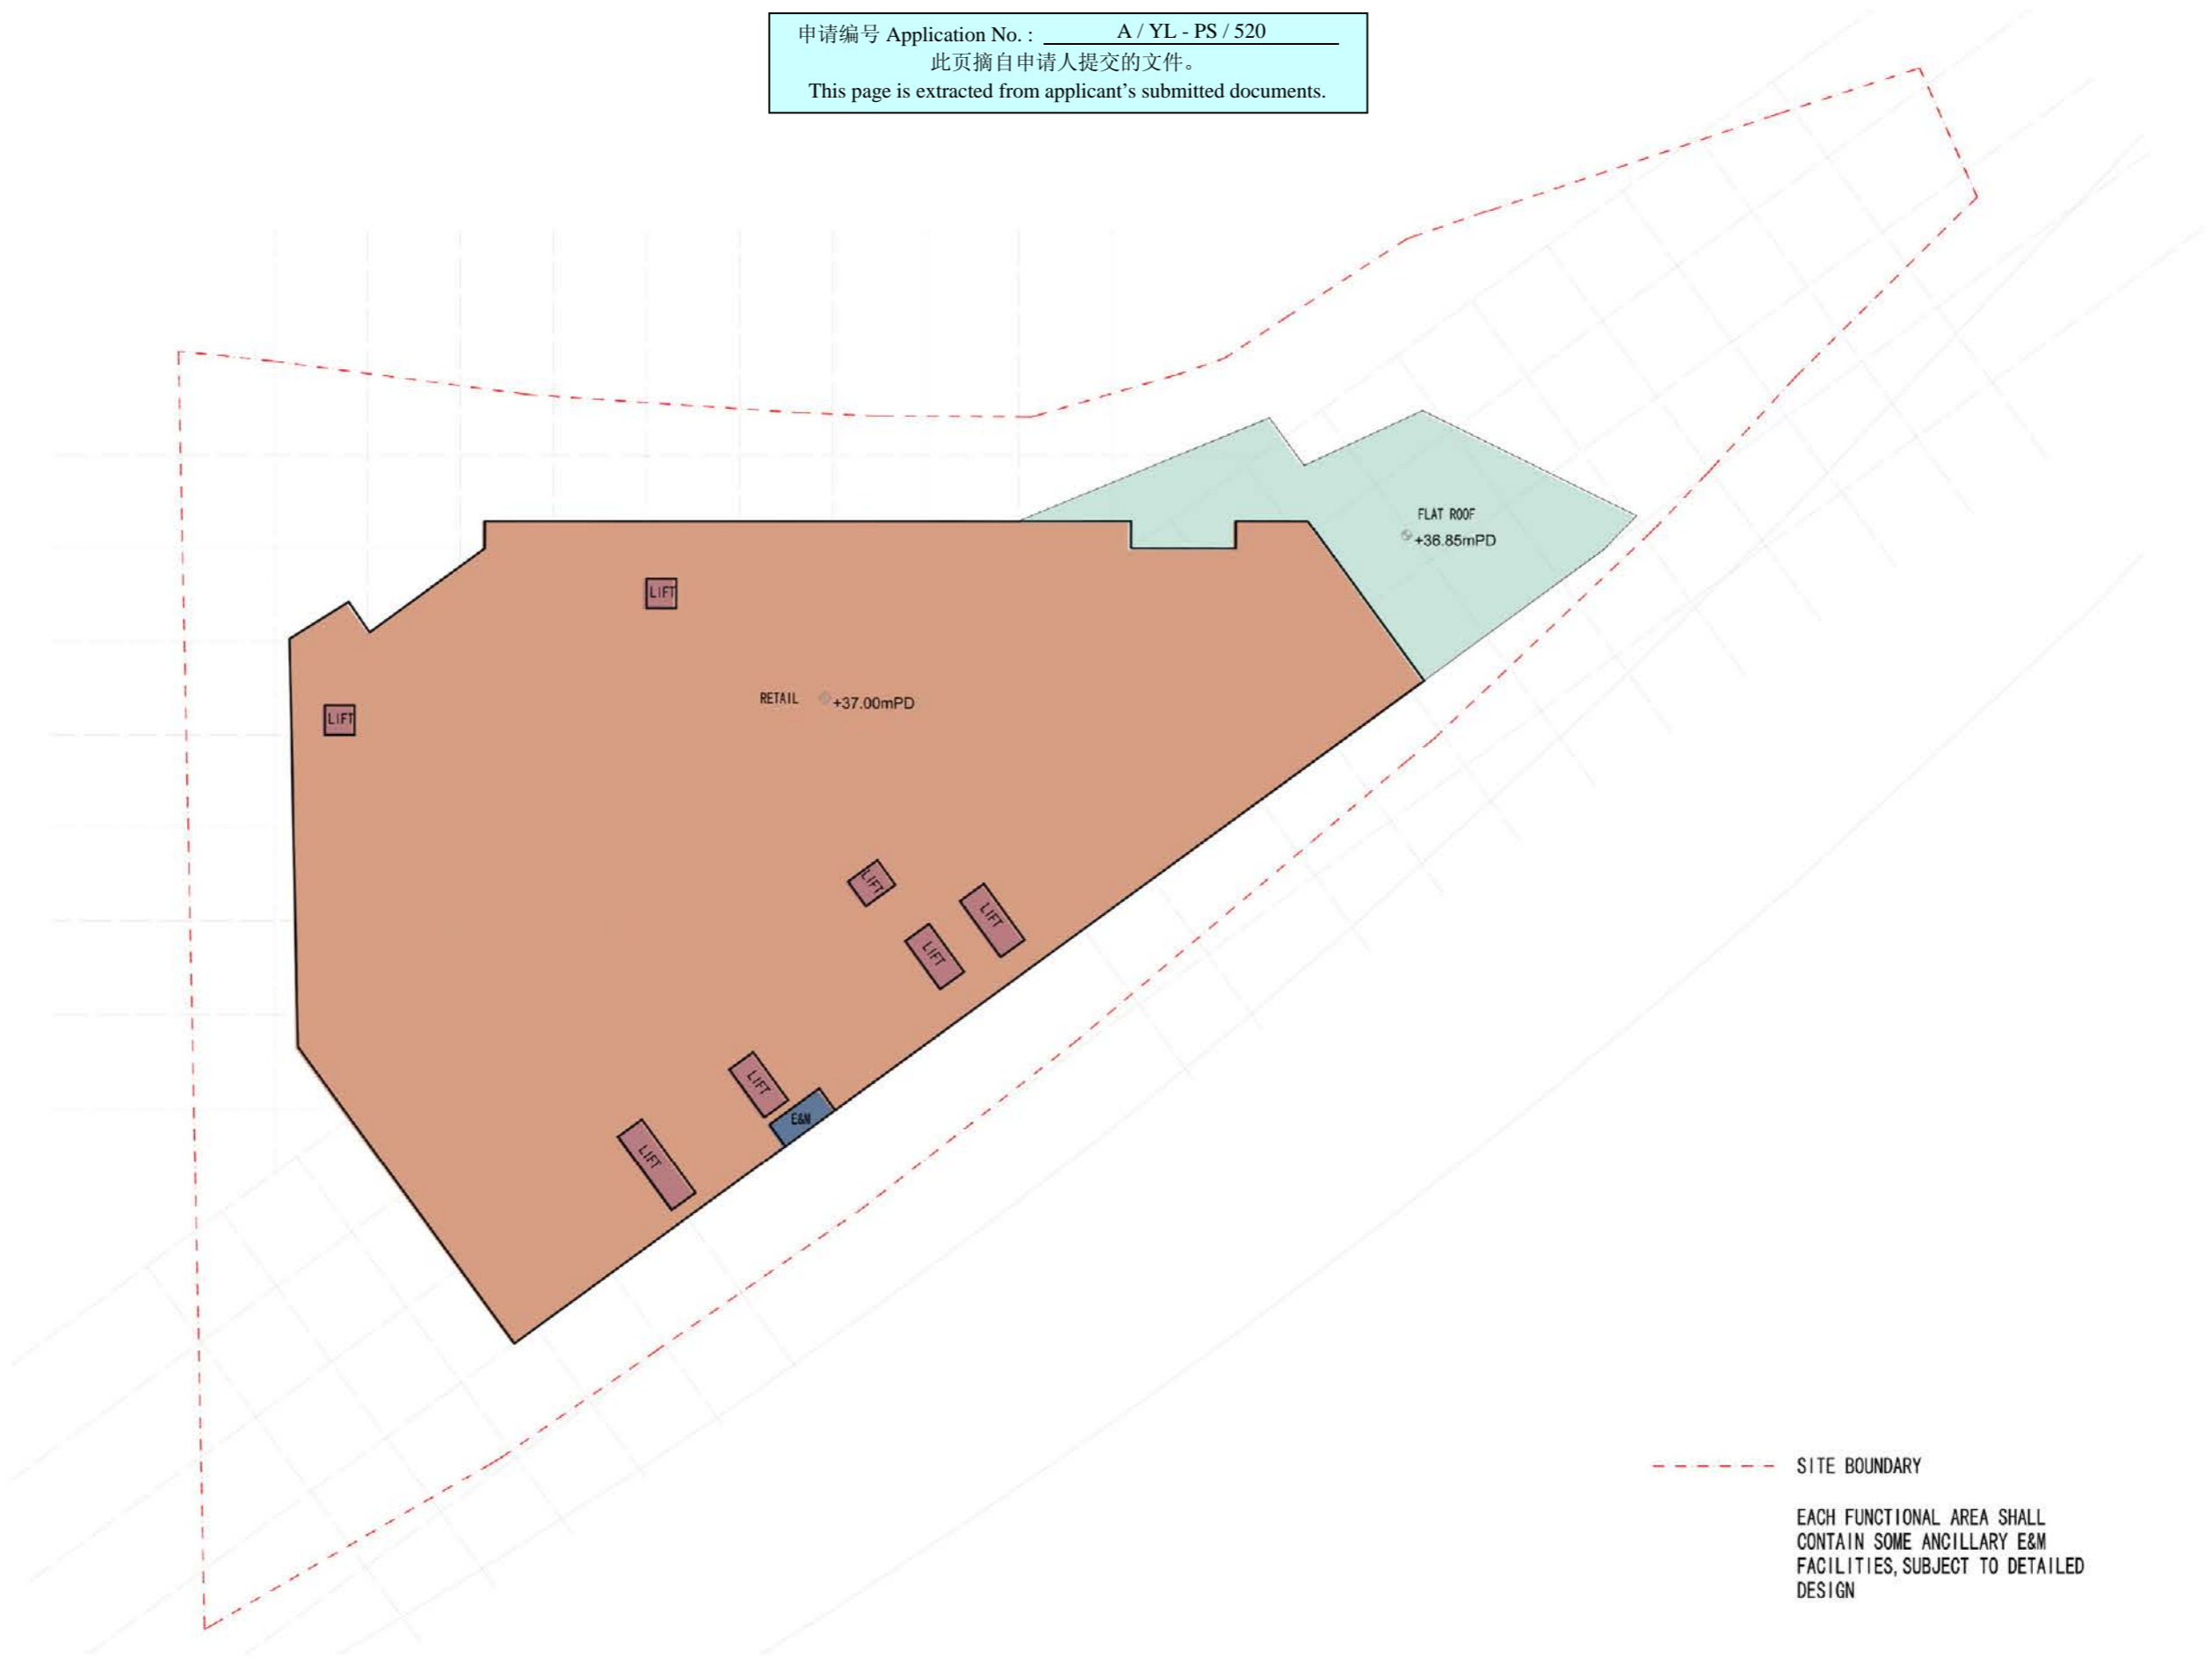 申请编号 Application No. : A / YL - PS / 520
此页摘自申请人提交的文件。
This page is extracted from applicant's submitted documents.
FLAT ROOF
+36.85mPD
LIFT
RETAIL +37.00mPD
LIFT
LIFT
LIFT
LIFT
LIFT
E&M
LIFT
SITE BOUNDARY
EACH FUNCTIONAL AREA SHALL
CONTAIN SOME ANCILLARY E&M
FACILITIES, SUBJECT TO DETAILED
DESIGN